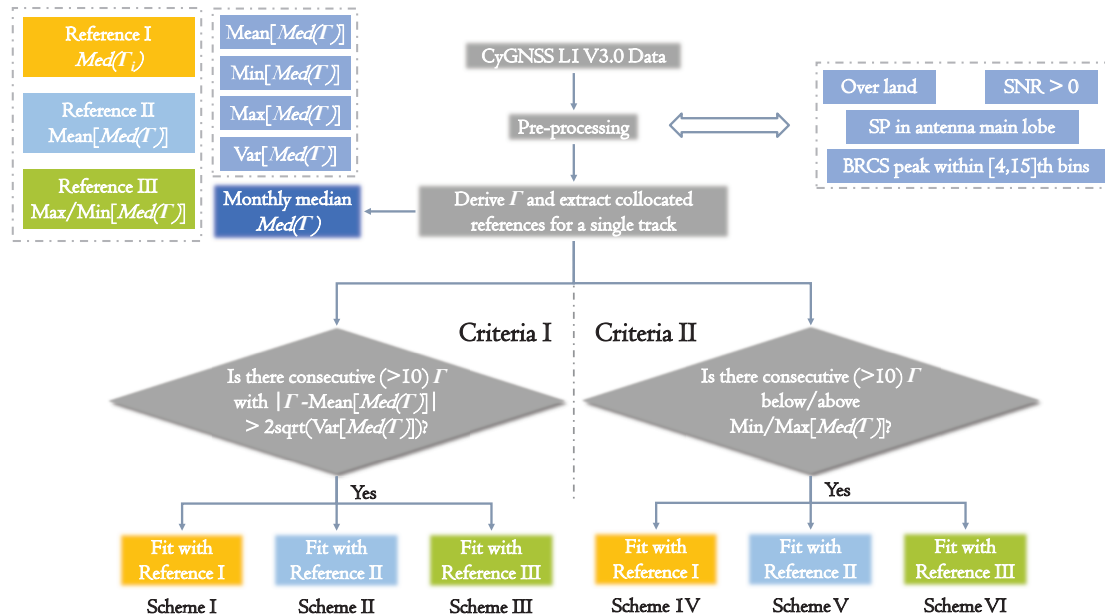 Reference I
Med(Γᵢ)
Reference II
Mean[Med(Γ)]
Reference III
Max/Min[Med(Γ)]
Mean[Med(Γ)]
Min[Med(Γ)]
Max[Med(Γ)]
Var[Med(Γ)]
Monthly median
Med(Γ)
CyGNSS L1 V3.0 Data
Pre-processing
Derive Γ and extract collocated
references for a single track
Over land
SNR > 0
SP in antenna main lobe
BRCS peak within [4,15]th bins
Criteria I
Criteria II
Is there consecutive (>10) Γ
with |Γ -Mean[Med(Γ)]|
> 2sqrt(Var[Med(Γ)])?
Is there consecutive (>10) Γ
below/above
Min/Max[Med(Γ)]?
Yes
Yes
Fit with
Reference I
Fit with
Reference II
Fit with
Reference III
Fit with
Reference I
Fit with
Reference II
Fit with
Reference III
Scheme I
Scheme II
Scheme III
Scheme IV
Scheme V
Scheme VI